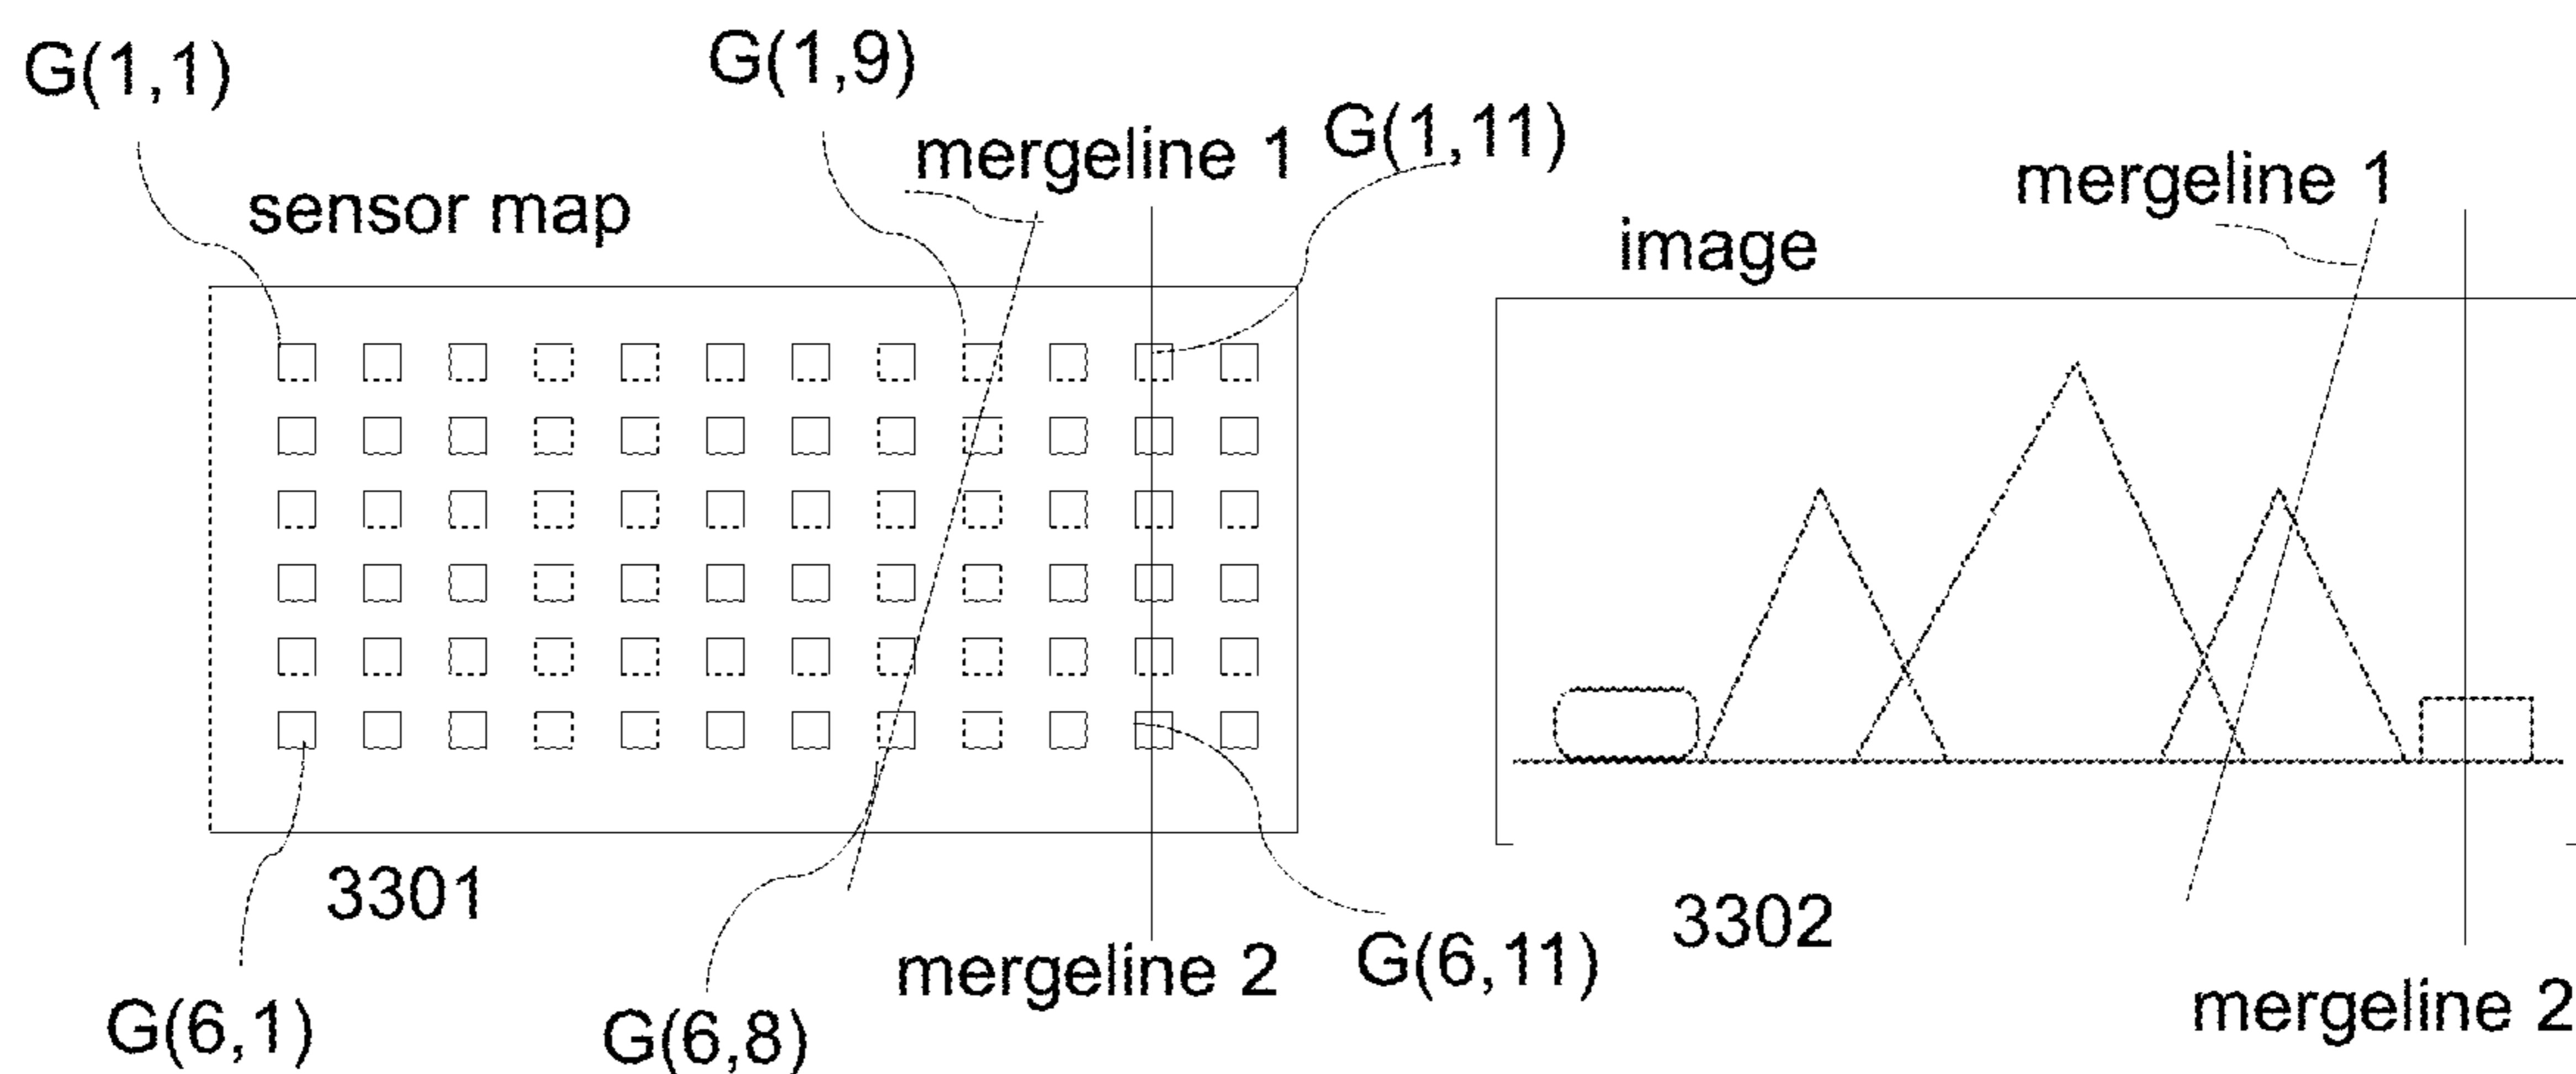 G(1,1)
G(1,9)
mergeline 1
G(1,11)
sensor map
mergeline 1
image
3301
3302
mergeline 2
G(6,11)
G(6,1)
G(6,8)
mergeline 2